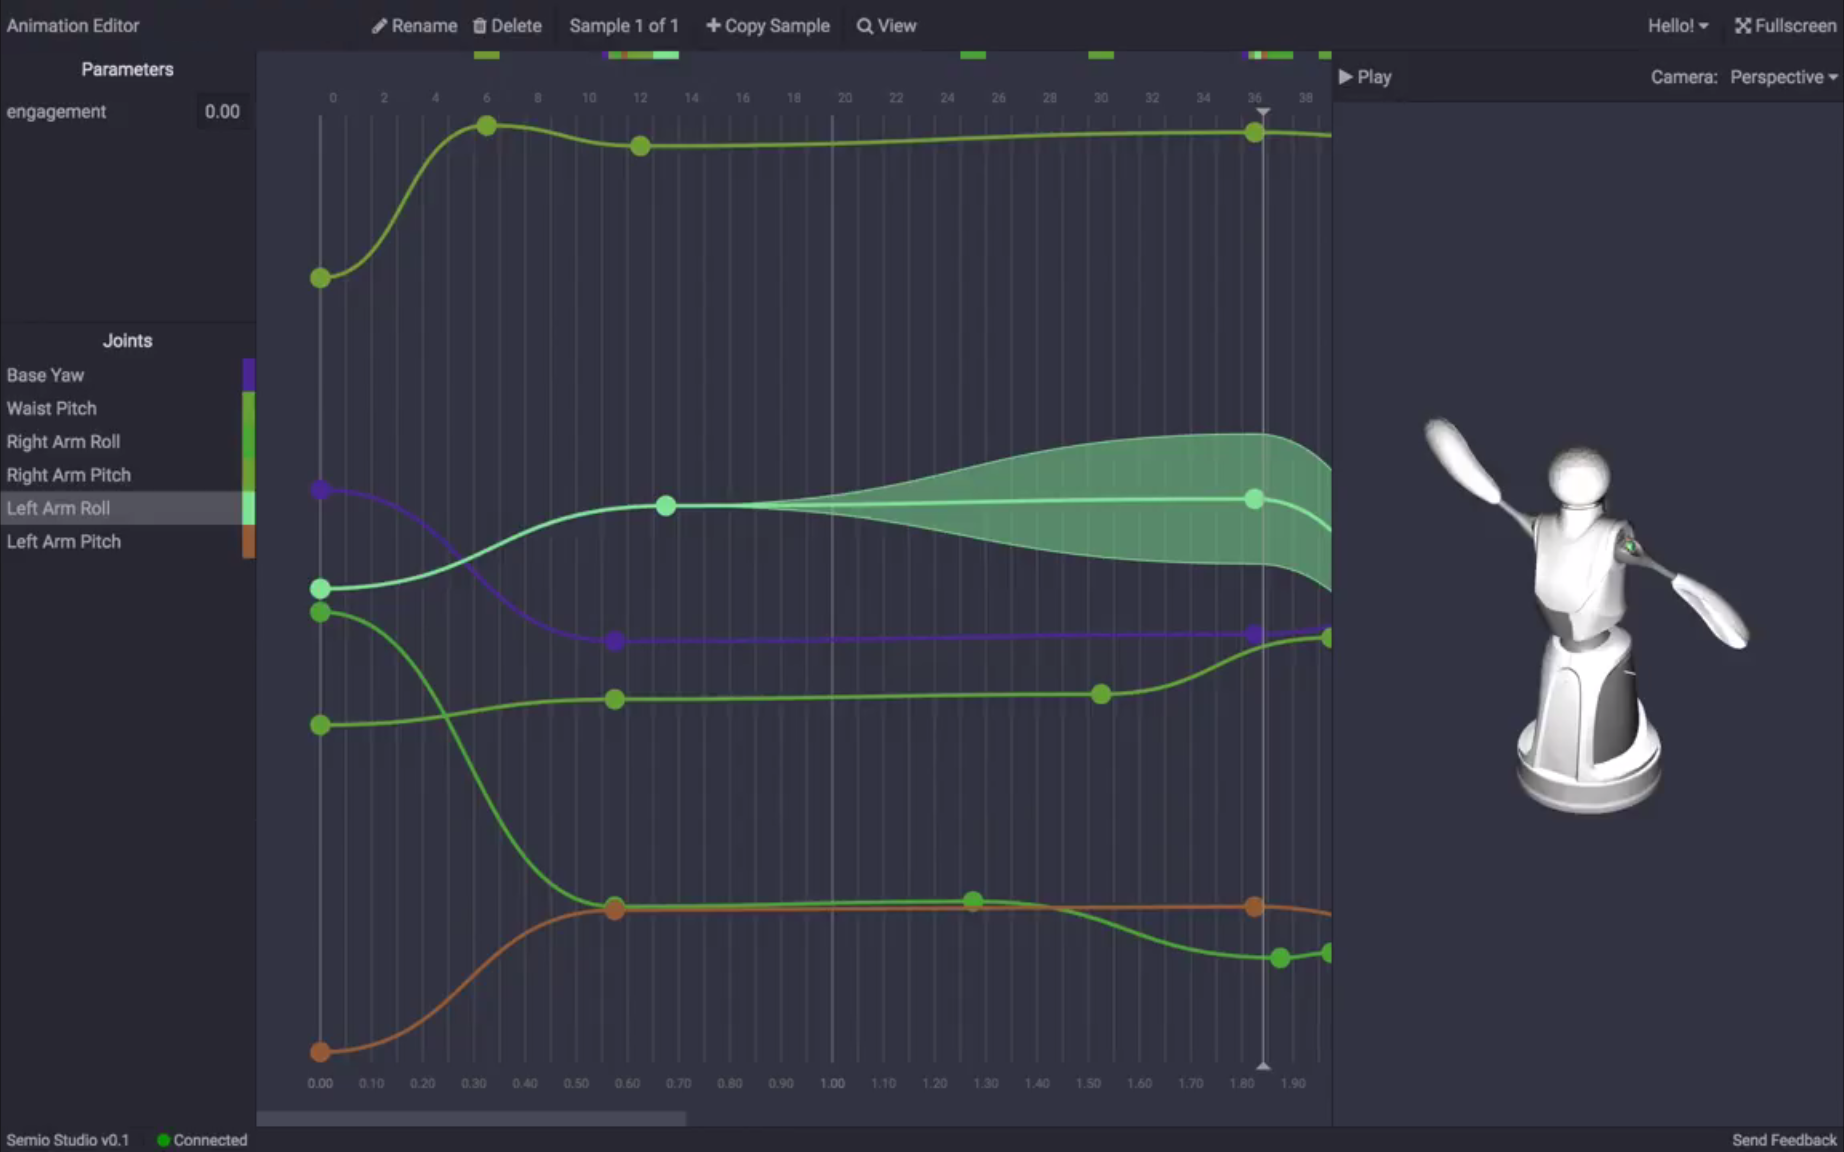 Animation Editor
Rename Delete Sample 1 of 1 Copy Sample View
Hello! Fullscreen
Parameters
engagement 0.00
Play Camera: Perspective
0 2 4 6 8 10 12 14 16 18 20 22 24 26 28 30 32 34 36 38
Joints
Base Yaw
Waist Pitch
Right Arm Roll
Right Arm Pitch
Left Arm Roll
Left Arm Pitch
0.00 0.10 0.20 0.30 0.40 0.50 0.60 0.70 0.80 0.90 1.00 1.10 1.20 1.30 1.40 1.50 1.60 1.70 1.80 1.90
Semio Studio v0.1 Connected
Send Feedback